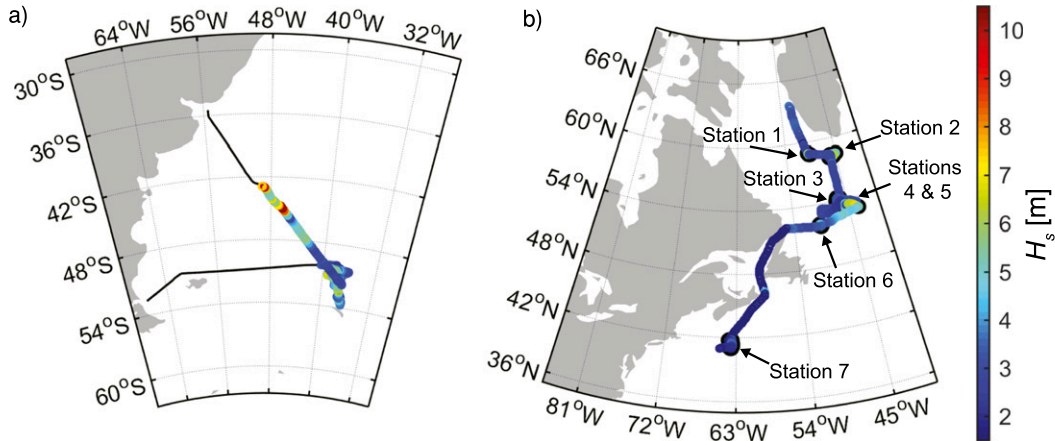 a)
64°W 56°W 48°W 40°W 32°W
30°S
36°S
42°S
48°S
54°S
60°S
b)
66°N
60°N
54°N
48°N
42°N
36°N
81°W 72°W 63°W 54°W 45°W
Station 1
Station 2
Station 3
Stations
4 & 5
Station 6
Station 7
10
9
8
7
6
5
4
3
2
Hs [m]